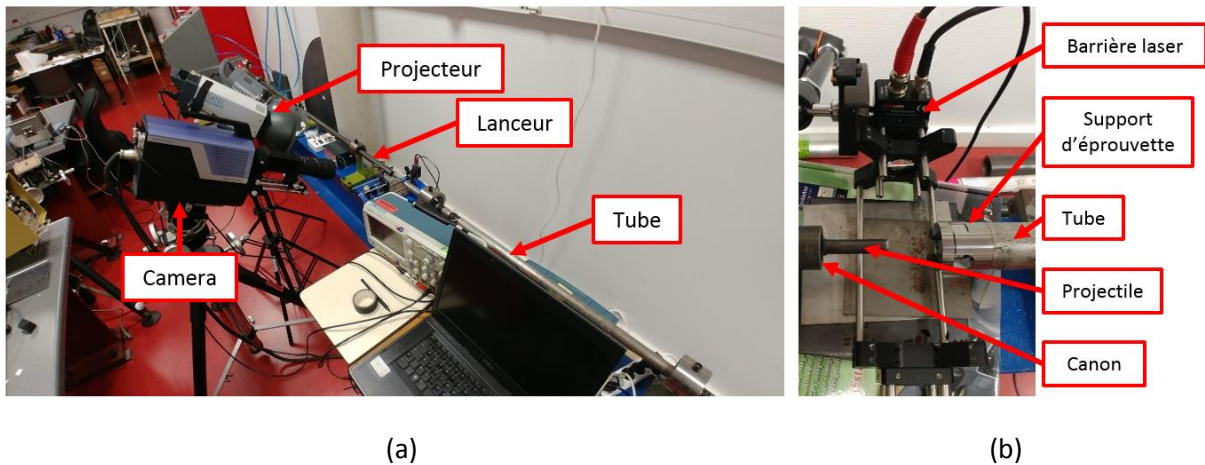 Projecteur
Lanceur
Tube
Camera
Barrière laser
Support
d'éprouvette
Tube
Projectile
Canon
(a)
(b)